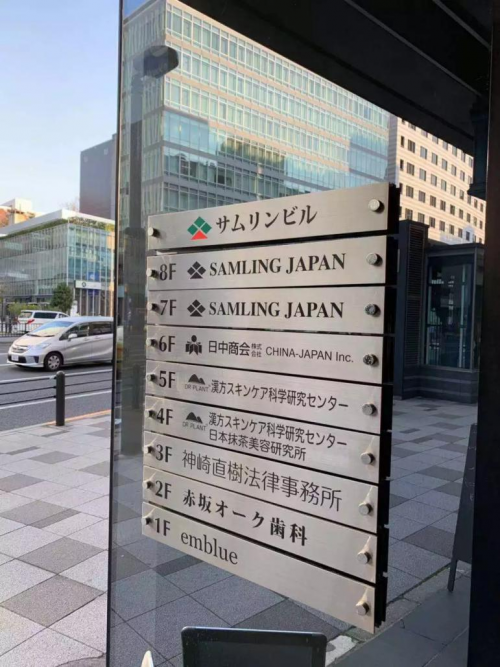 サムリンビル
8F SAMLING JAPAN
7F SAMLING JAPAN
6F 日中商会 株式会社 CHINA-JAPAN Inc.
5F DR PLANT 漢方スキンケア科学研究センター
4F DR PLANT 漢方スキンケア科学研究センター
日本抹茶美容研究所
3F 神崎直樹法律事務所
2F 赤坂オーク歯科
1F emblue